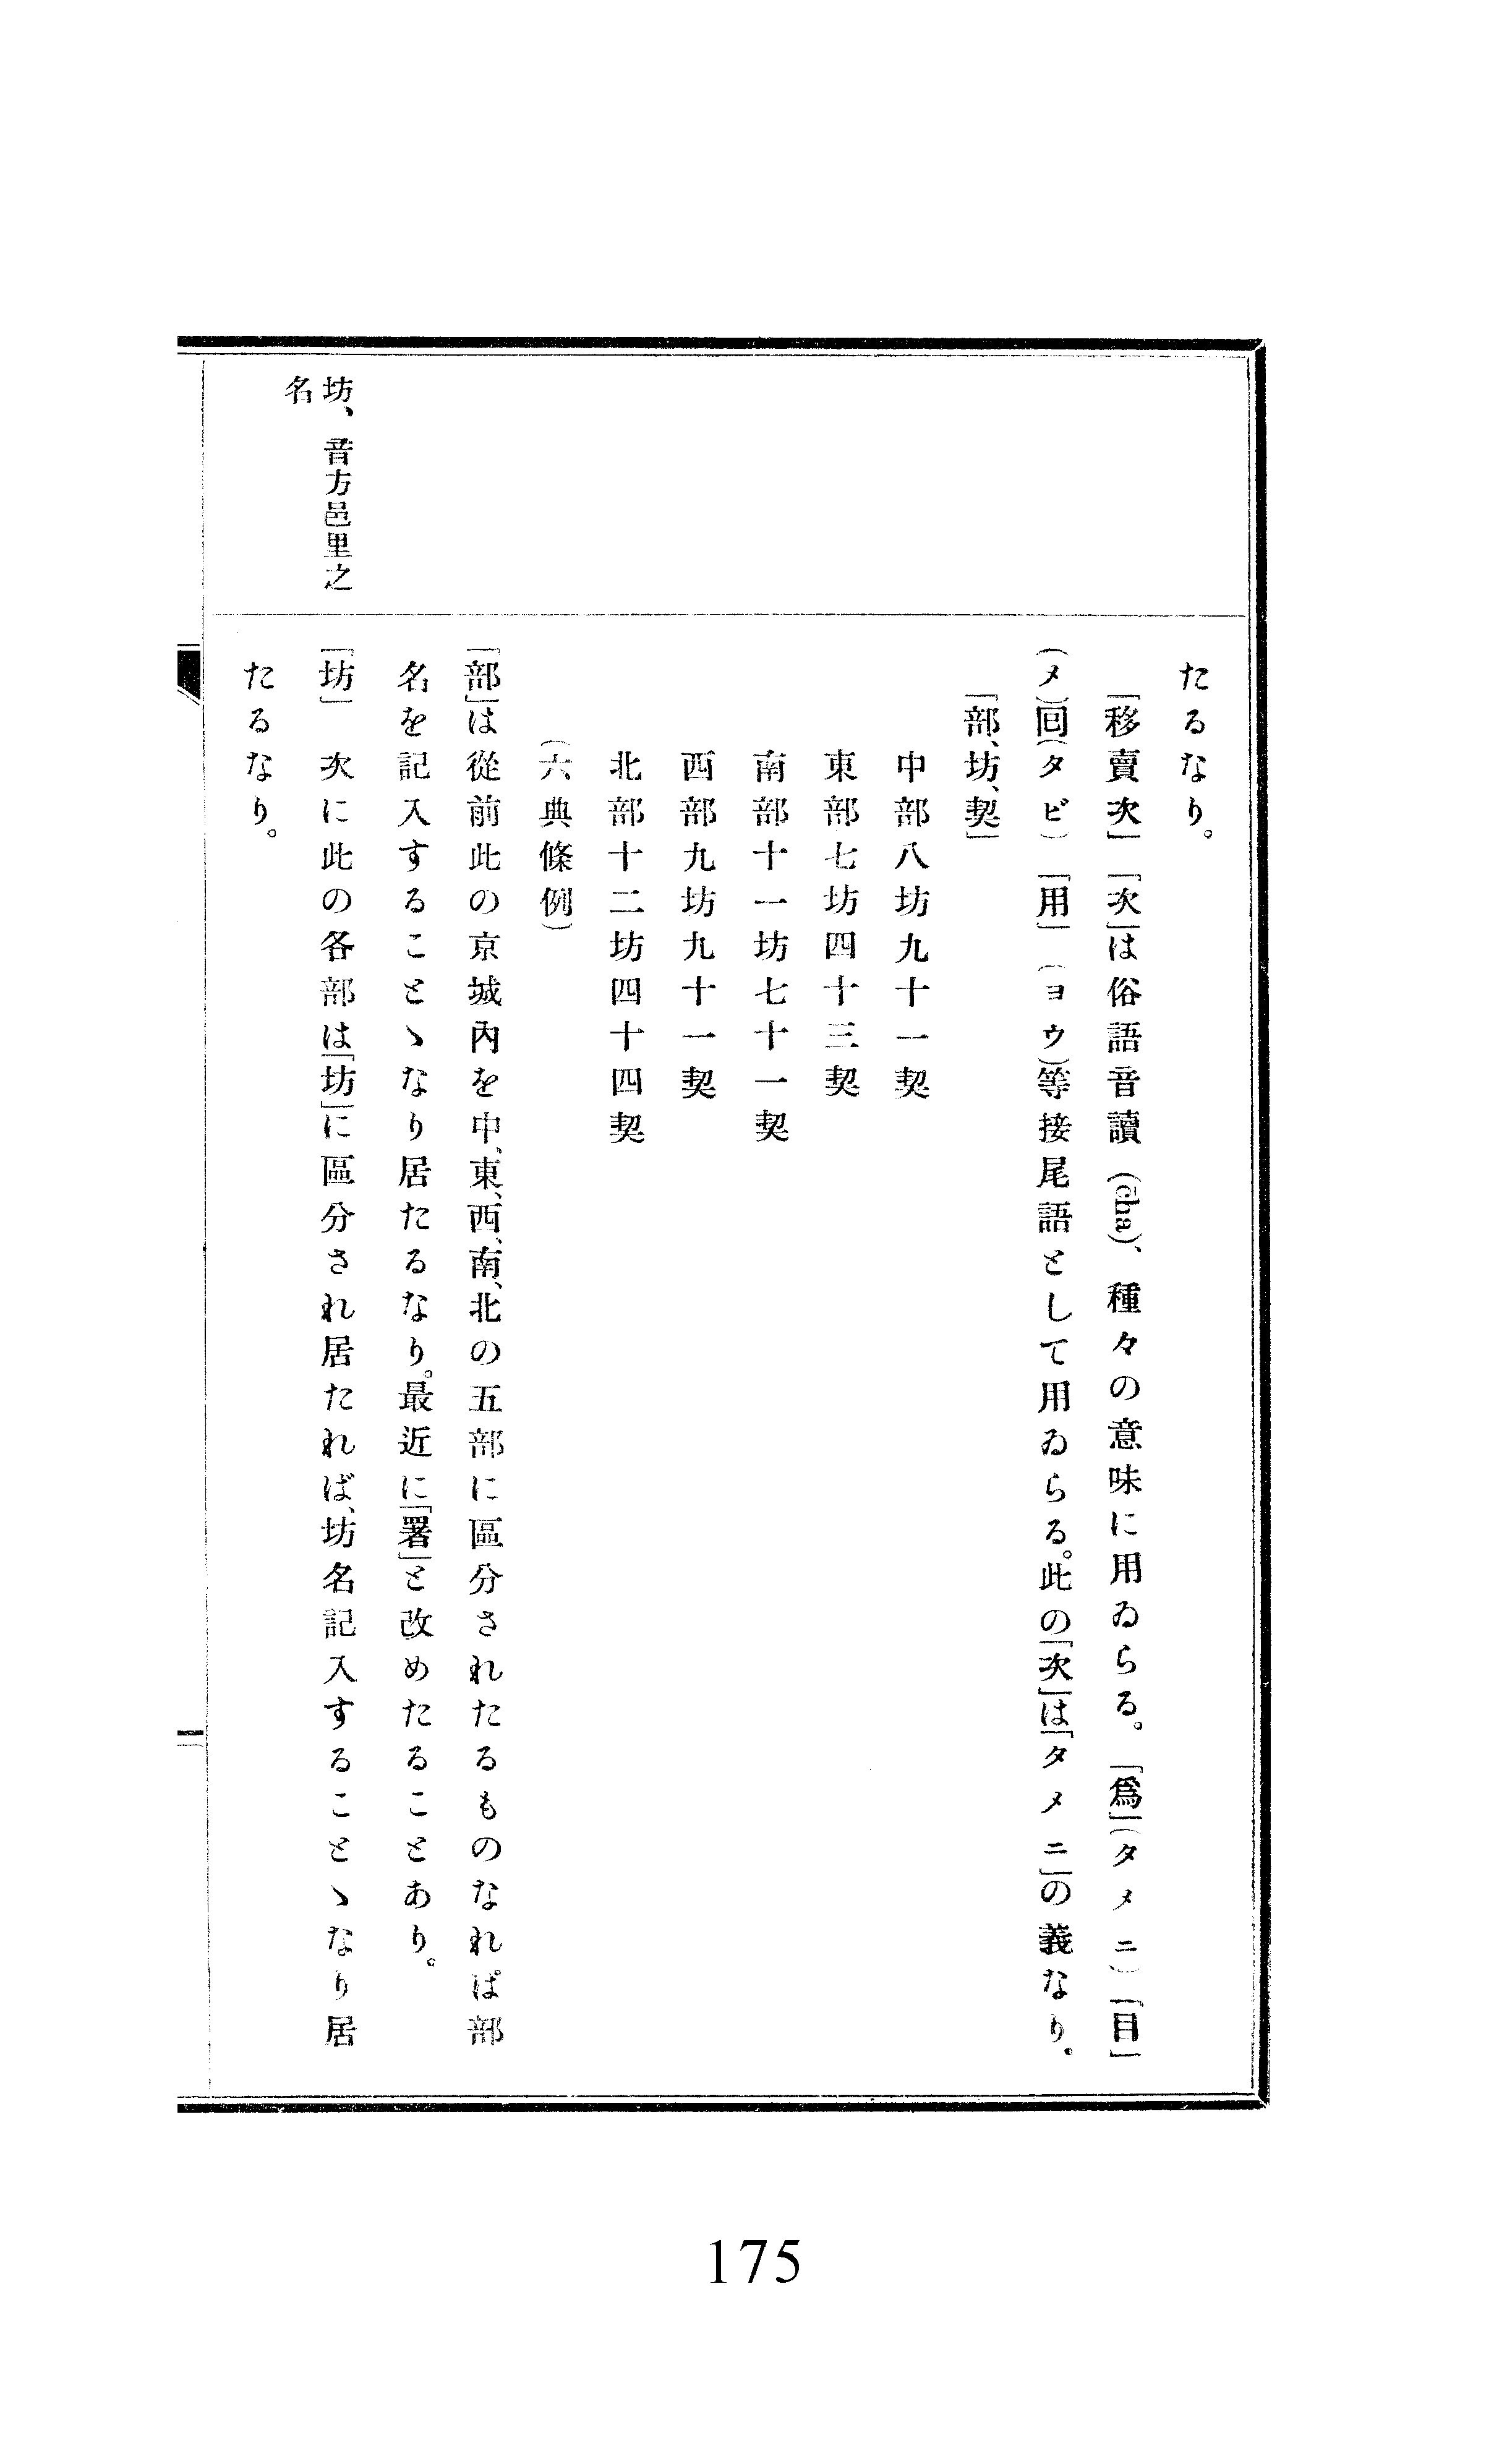 たるなり。
「移賣次」「次」は俗語音讀(cha)、種々の意味に用ゐらる。「爲」(タメニ)「目」
(メ)回(タビ)「用」(ヨウ)等接尾語として用ゐらる。此の「次」は「タメニ」の義なり。
「部、坊、契」
中部八坊九十一契
東部七坊四十三契
南部十一坊七十一契
西部九坊九十一契
北部十二坊四十四契
(六典條例)
「部」は從前此の京城內を中、東、西、南、北の五部に區分されたるものなれぱ部
名を記入することゝなり居たるなり。最近に「署」と改めたることあり。
坊、音方邑里之
名
「坊」 次に此の各部は「坊」に區分され居たれば、坊名記入することゝなり居
たるなり。
175